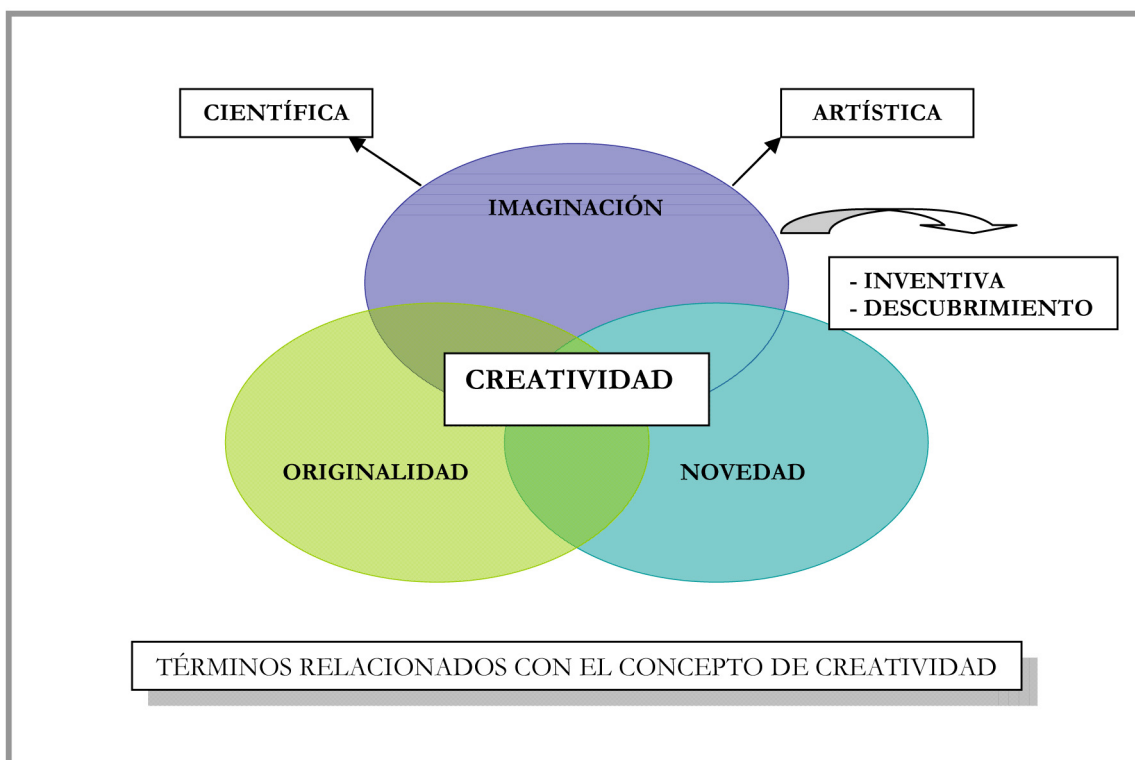 CIENTÍFICA
ARTÍSTICA
IMAGINACIÓN
- INVENTIVA
- DESCUBRIMIENTO
CREATIVIDAD
ORIGINALIDAD
NOVEDAD
TÉRMINOS RELACIONADOS CON EL CONCEPTO DE CREATIVIDAD